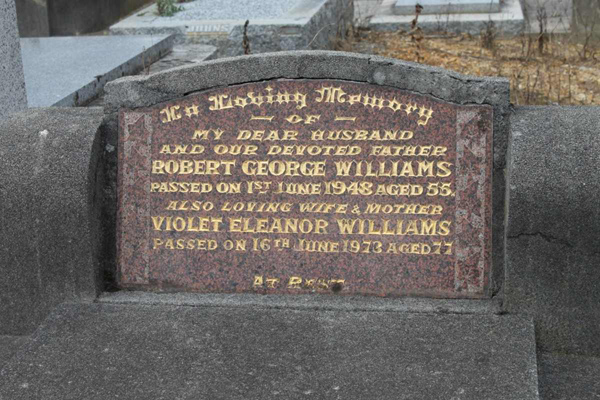 In Loving Memory
— OF —
MY DEAR HUSBAND
AND OUR DEVOTED FATHER
ROBERT GEORGE WILLIAMS
PASSED ON 1ST JUNE 1948 AGED 55.
ALSO LOVING WIFE & MOTHER
VIOLET ELEANOR WILLIAMS
PASSED ON 16TH JUNE 1973 AGED 77
AT REST.